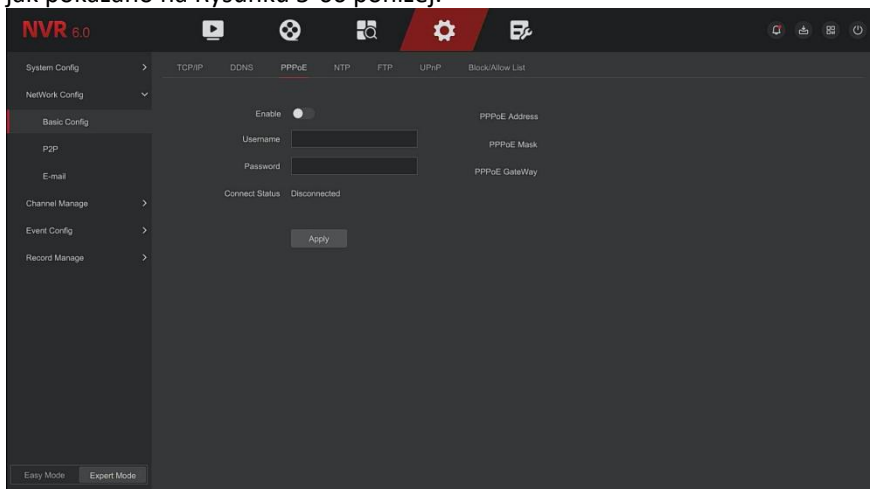 jak pokazano na Rysunku 5-60 poniżej.
NVR 6.0
System Config
TCP/IP DDNS PPPoE NTP FTP UPnP Block/Allow List
NetWork Config
Basic Config
P2P
E-mail
Channel Manage
Event Config
Record Manage
Enable
Username
Password
Connect Status Disconnected
Apply
PPPoE Address
PPPoE Mask
PPPoE GateWay
Easy Mode Expert Mode